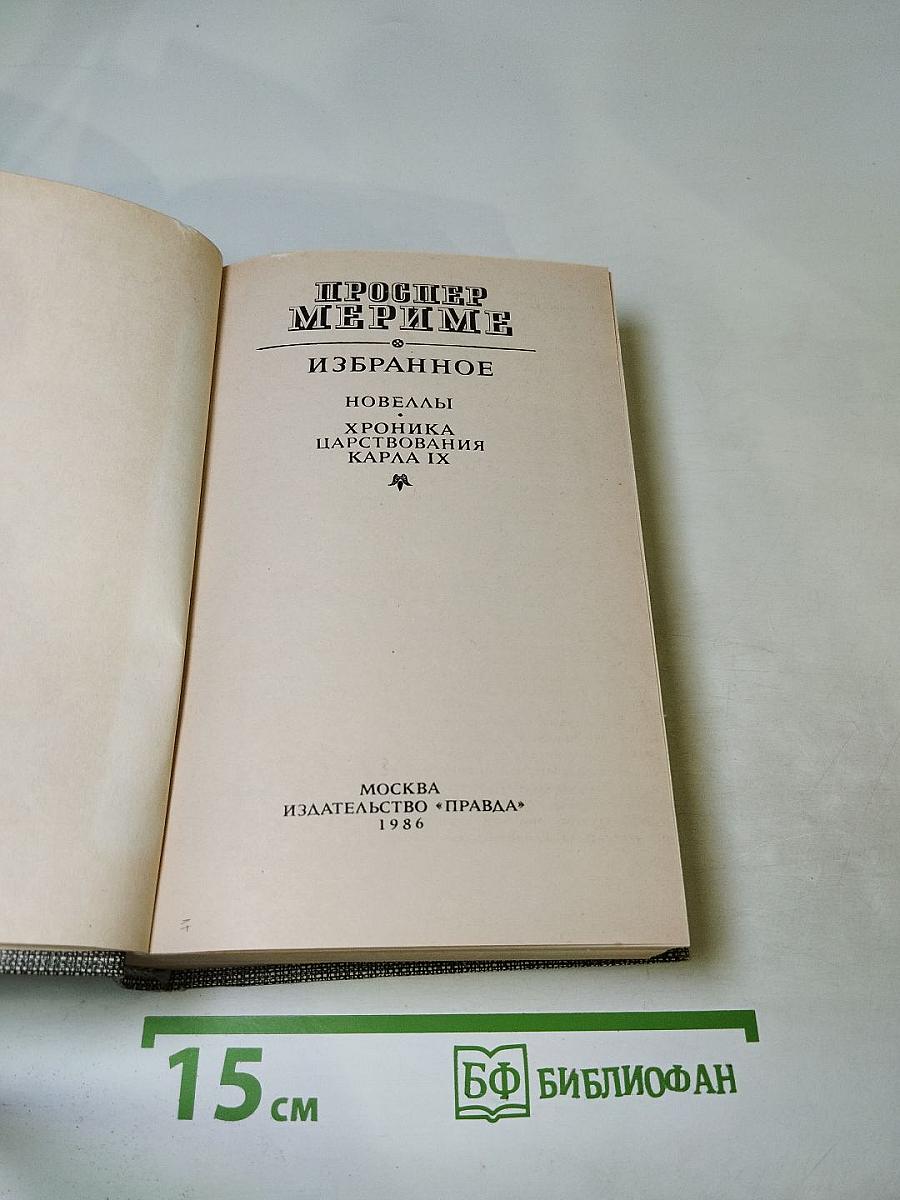 ПРОСПЕР
МЕРИМЕ
ИЗБРАННОЕ
НОВЕЛЛЫ
ХРОНИКА
ЦАРСТВОВАНИЯ
КАРЛА IX
МОСКВА
ИЗДАТЕЛЬСТВО «ПРАВДА»
1986
15 см
БФ БИБЛИОФАН